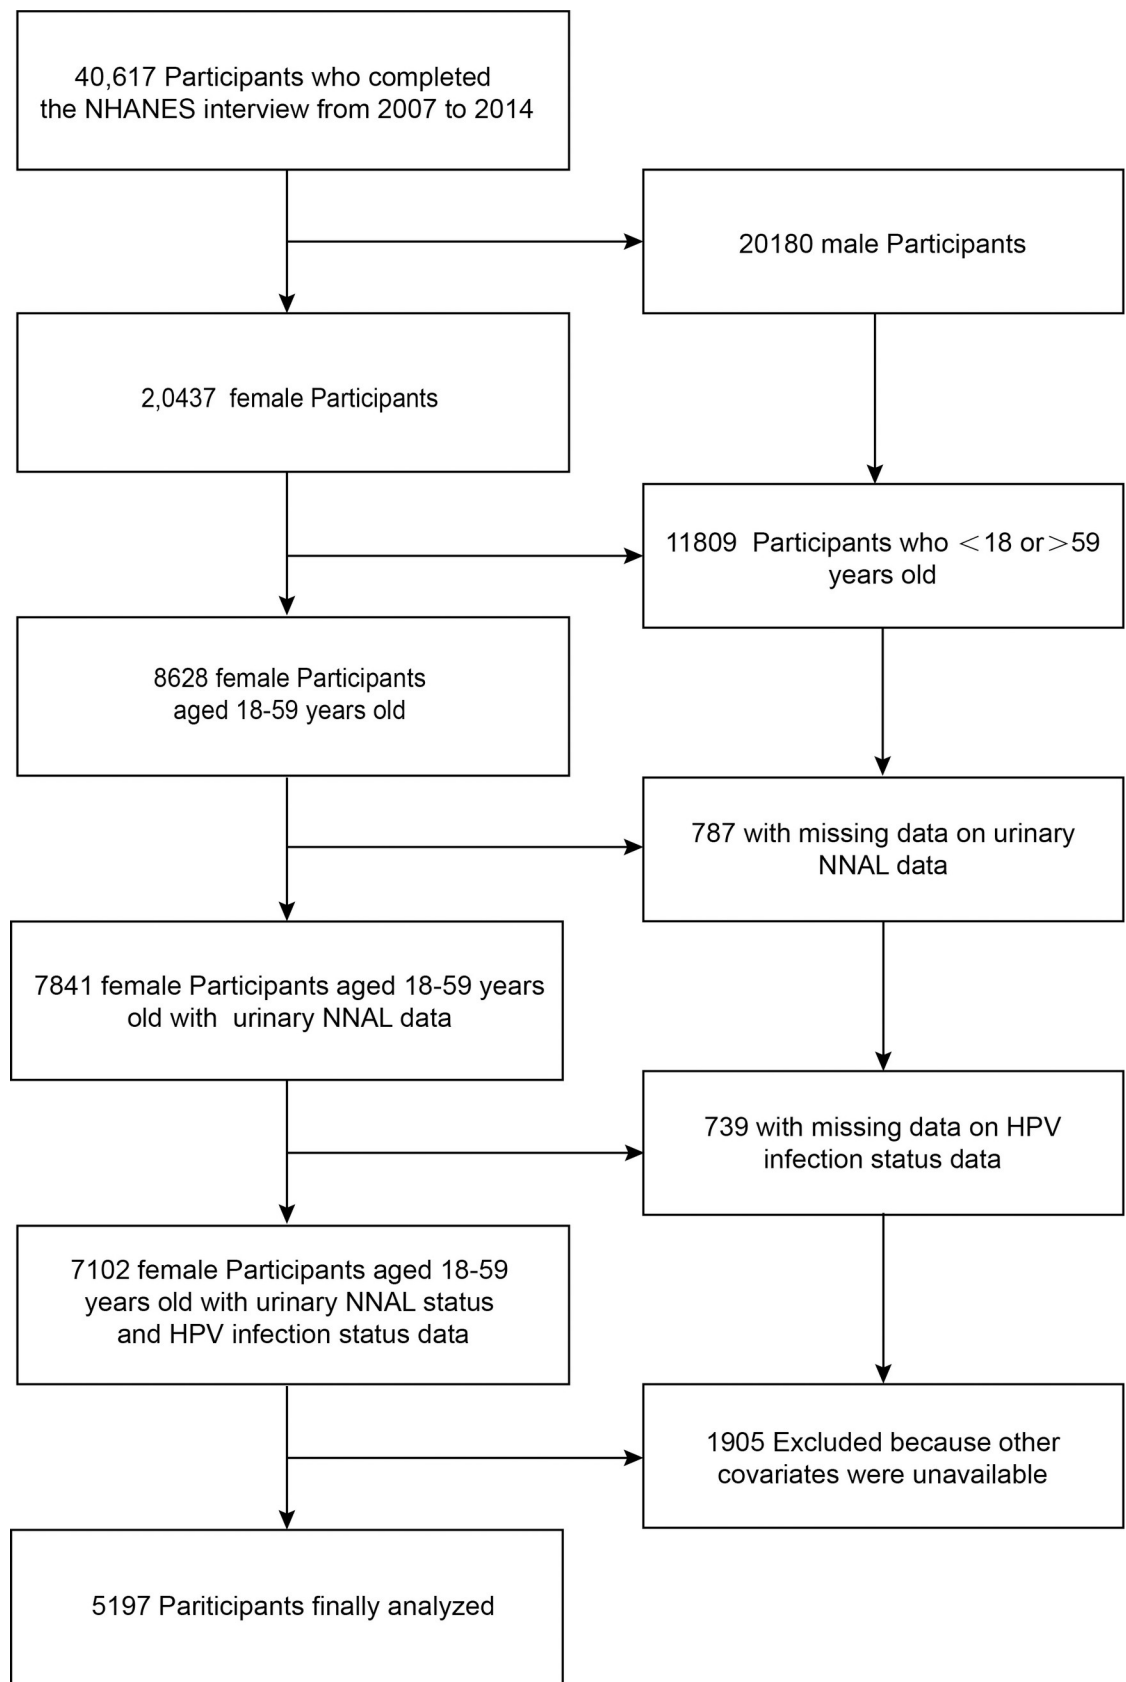 40,617 Participants who completed
the NHANES interview from 2007 to 2014
20180 male Participants
2,0437 female Participants
11809 Participants who <18 or>59
years old
8628 female Participants
aged 18-59 years old
787 with missing data on urinary
NNAL data
7841 female Participants aged 18-59 years
old with urinary NNAL data
739 with missing data on HPV
infection status data
7102 female Participants aged 18-59
years old with urinary NNAL status
and HPV infection status data
1905 Excluded because other
covariates were unavailable
5197 Pariticipants finally analyzed